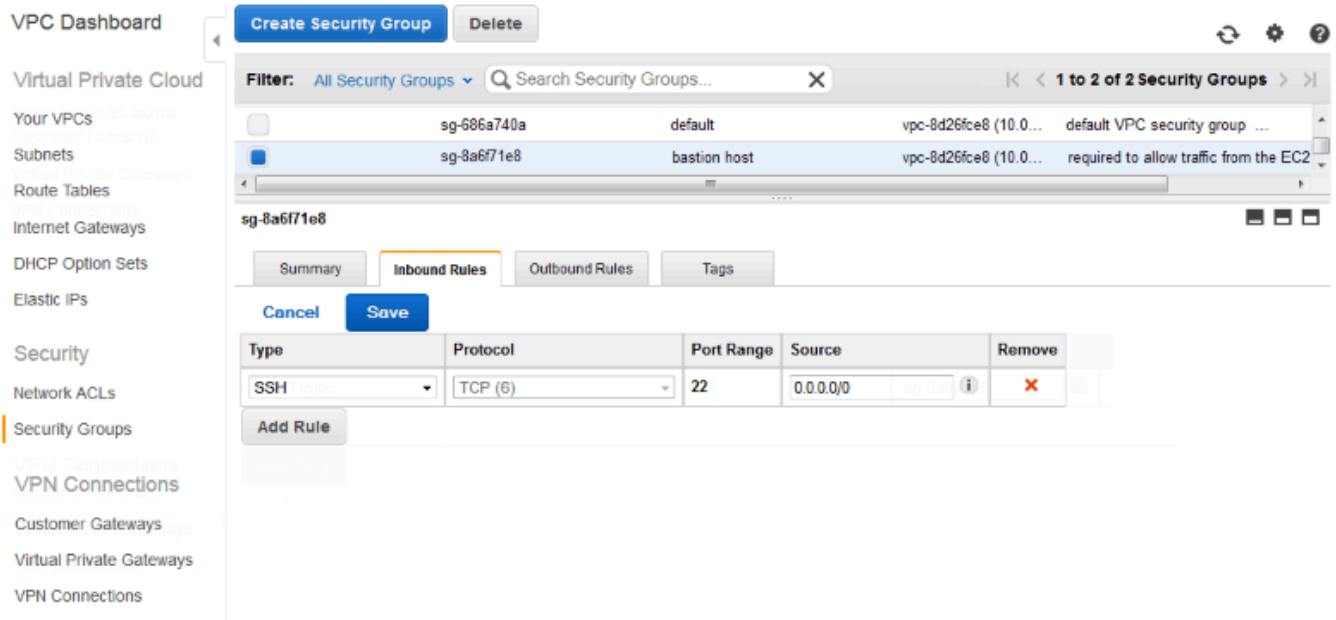 VPC Dashboard
Create Security Group Delete
Virtual Private Cloud
Filter: All Security Groups Search Security Groups... 1 to 2 of 2 Security Groups
Your VPCs
Subnets
Route Tables
Internet Gateways
DHCP Option Sets
Elastic IPs
Security
Network ACLs
Security Groups
VPN Connections
VPN Connections
Customer Gateways
Virtual Private Gateways
VPN Connections
sg-686a740a default vpc-8d26fce8 (10.0... default VPC security group ...
sg-8a6f71e8 bastion host vpc-8d26fce8 (10.0... required to allow traffic from the EC2
sg-8a6f71e8
Summary Inbound Rules Outbound Rules Tags
Cancel Save
Type Protocol Port Range Source Remove
SSH TCP (6) 22 0.0.0.0/0
Add Rule